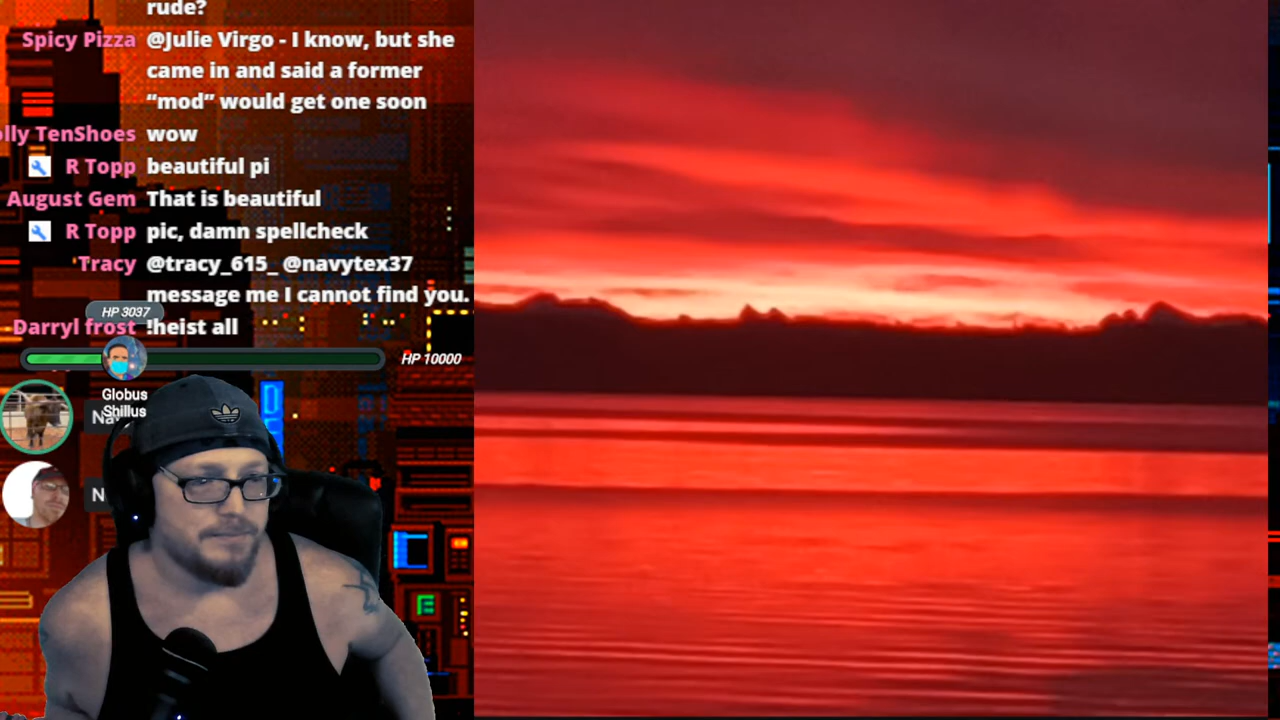 rude?
Spicy Pizza @Julie Virgo - I know, but she
came in and said a former
“mod” would get one soon
olly TenShoes wow
R Topp beautiful pi
August Gem That is beautiful
R Topp pic, damn spellcheck
Tracy @tracy_615_ @navytex37
message me I cannot find you.
HP 3037
Darryl frost !heist all
HP 10000
Globus
Shillus
Na
N